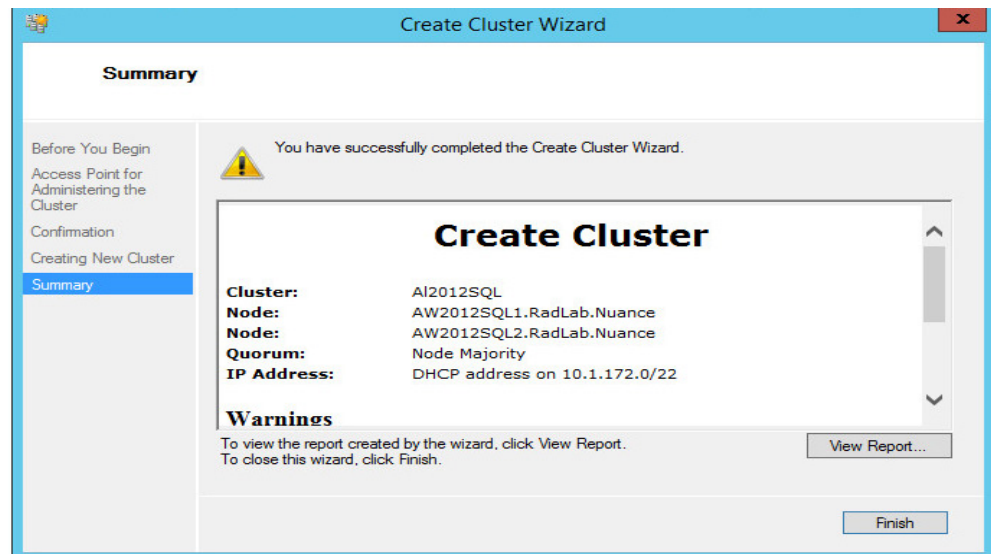 Create Cluster Wizard
x
Summary
Before You Begin
Access Point for
Administering the
Cluster
Confirmation
Creating New Cluster
Summary
You have successfully completed the Create Cluster Wizard.
Create Cluster
Cluster: Al2012SQL
Node: AW2012SQL1.RadLab.Nuance
Node: AW2012SQL2.RadLab.Nuance
Quorum: Node Majority
IP Address: DHCP address on 10.1.172.0/22
Warnings
To view the report created by the wizard, click View Report.
To close this wizard, click Finish.
View Report...
Finish